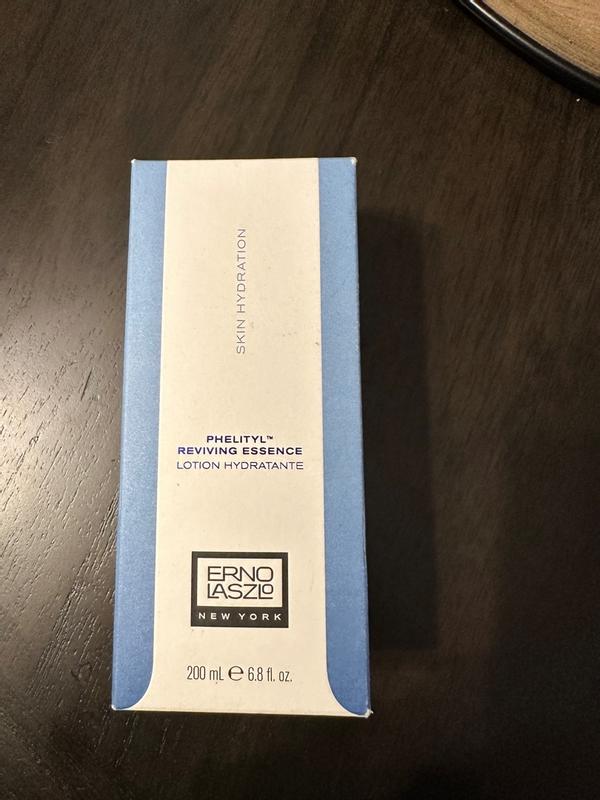 SKIN HYDRATION
PHELITYL™
REVIVING ESSENCE
LOTION HYDRATANTE
ERNO
LASZLO
NEW YORK
200 mL ℮ 6.8 fl. oz.